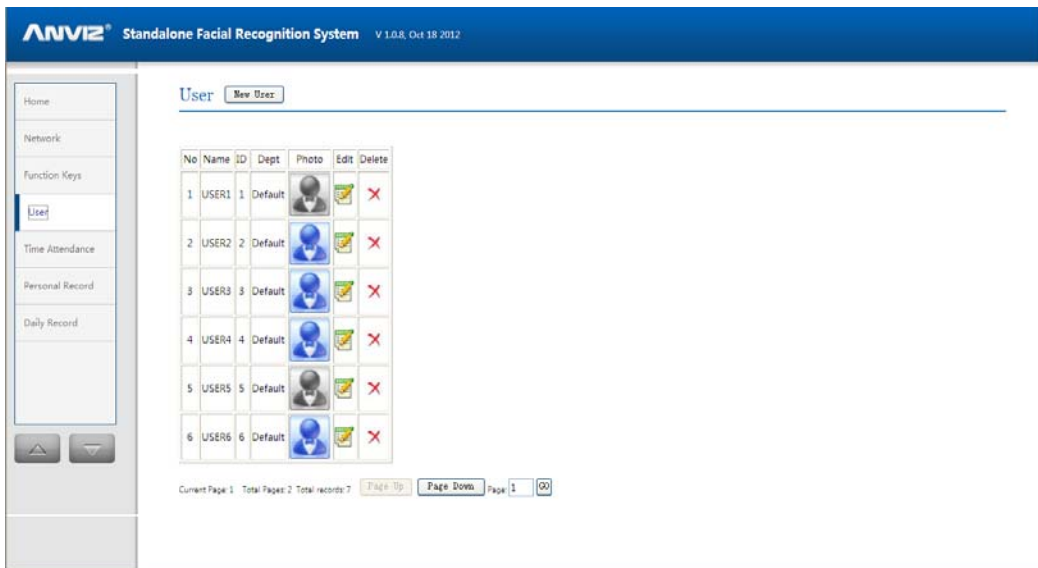 ANVIZ® Standalone Facial Recognition System V 1.0.8, Oct 18 2012
Home
Network
Function Keys
User
Time Attendance
Personal Record
Daily Record
User New User
No Name ID Dept Photo Edit Delete
1 USER1 1 Default
2 USER2 2 Default
3 USER3 3 Default
4 USER4 4 Default
5 USER5 5 Default
6 USER6 6 Default
Current Page: 1 Total Pages: 2 Total records: 7 Page Up Page Down Page: 1 GO